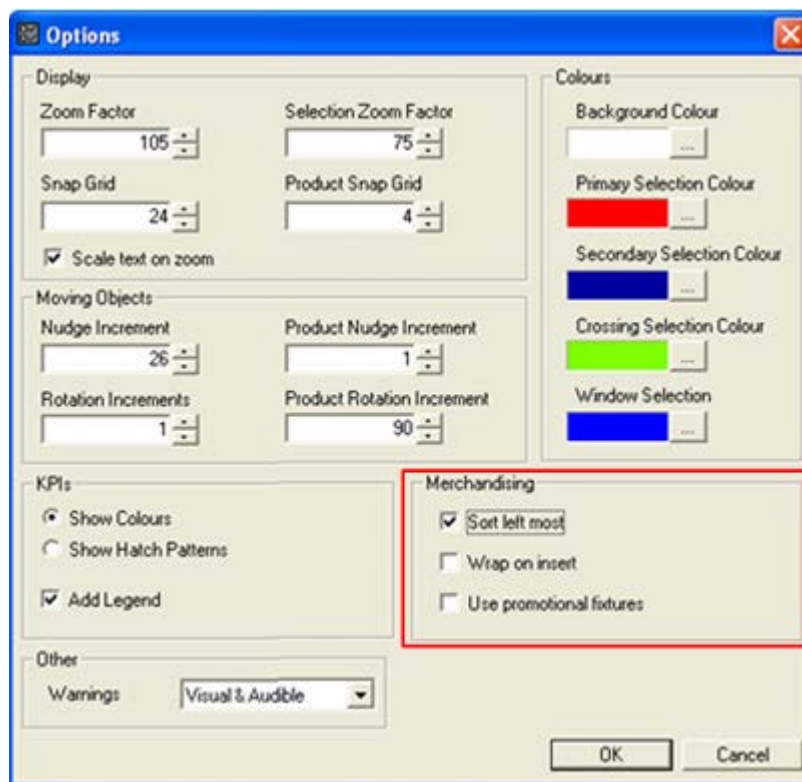 Options
Display
Zoom Factor
Selection Zoom Factor
105
75
Snap Grid
Product Snap Grid
24
4
Scale text on zoom
Moving Objects
Nudge Increment
Product Nudge Increment
26
1
Rotation Increments
Product Rotation Increment
1
90
Colours
Background Colour
...
Primary Selection Colour
...
Secondary Selection Colour
...
Crossing Selection Colour
...
Window Selection
...
KPIs
Show Colours
Show Hatch Patterns
Add Legend
Merchandising
Sort left most
Wrap on insert
Use promotional fixtures
Other
Warnings
Visual & Audible
OK
Cancel